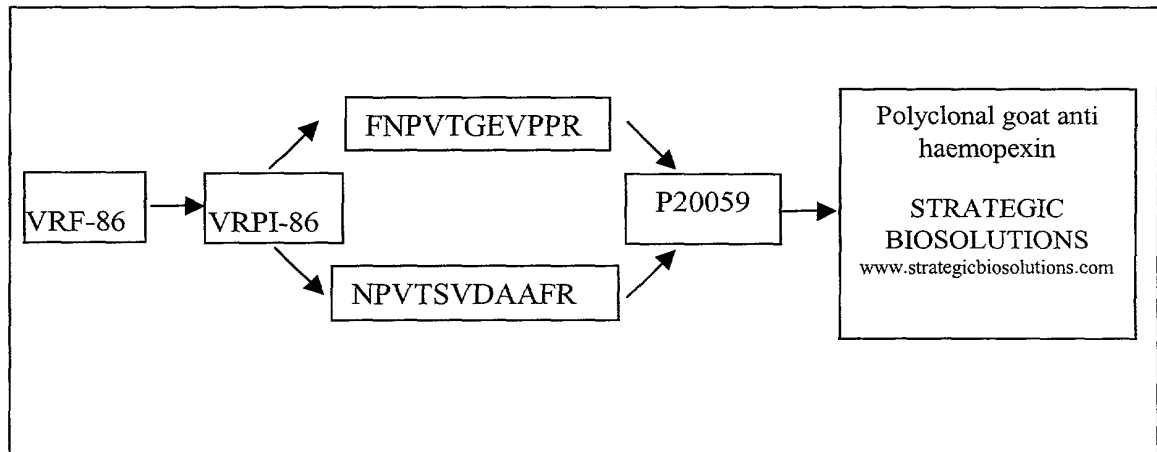 VRF-86
VRPI-86
FNPVTGEVPPR
NPVTSVDAAFR
P20059
Polyclonal goat anti
haemopexin
STRATEGIC
BIOSOLUTIONS
www.strategicbiosolutions.com